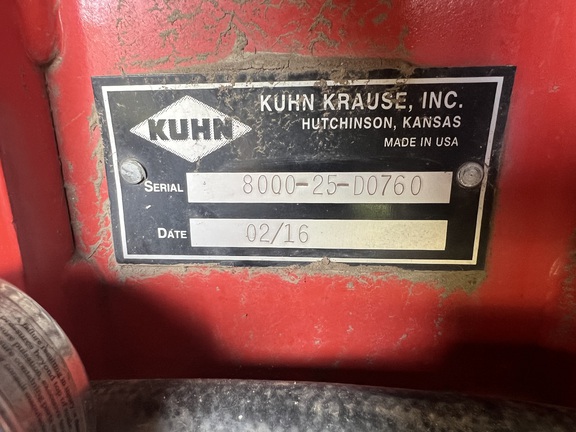 KUHN
KUHN KRAUSE, INC.
HUTCHINSON, KANSAS
MADE IN USA
SERIAL 8000-25-D0760
DATE 02/16